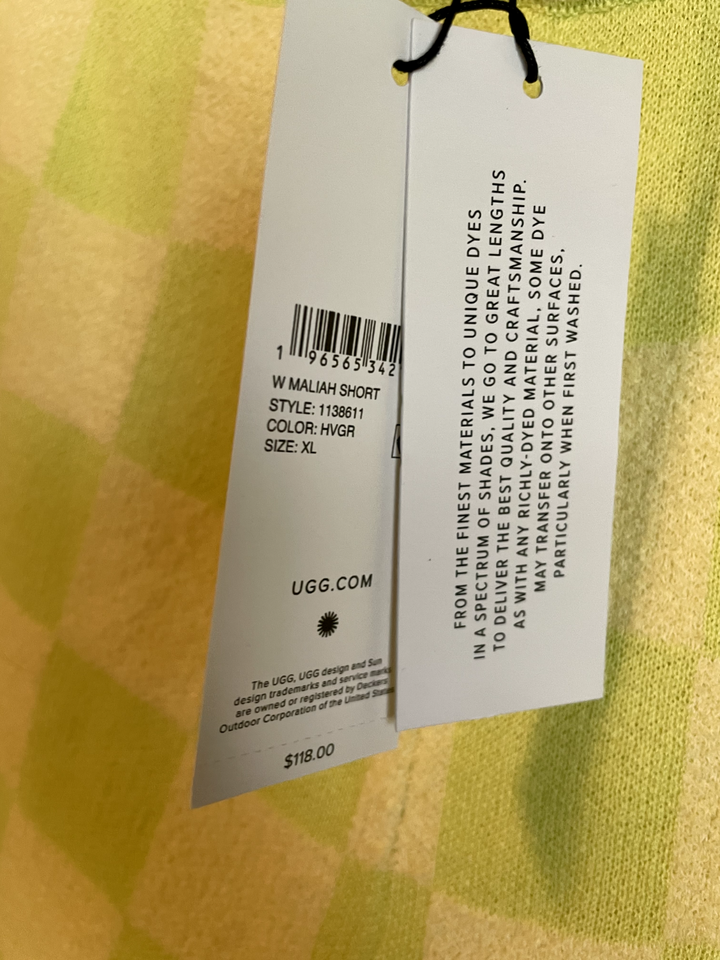 1 96565 342
W MALIAH SHORT
STYLE: 1138611
COLOR: HVGR
SIZE: XL
UGG.COM
The UGG, UGG design and Sun
design trademarks and service marks
are owned or registered by Deckers
Outdoor Corporation of the United States
$118.00
FROM THE FINEST MATERIALS TO UNIQUE DYES
IN A SPECTRUM OF SHADES, WE GO TO GREAT LENGTHS
TO DELIVER THE BEST QUALITY AND CRAFTSMANSHIP.
AS WITH ANY RICHLY-DYED MATERIAL, SOME DYE
MAY TRANSFER ONTO OTHER SURFACES,
PARTICULARLY WHEN FIRST WASHED.